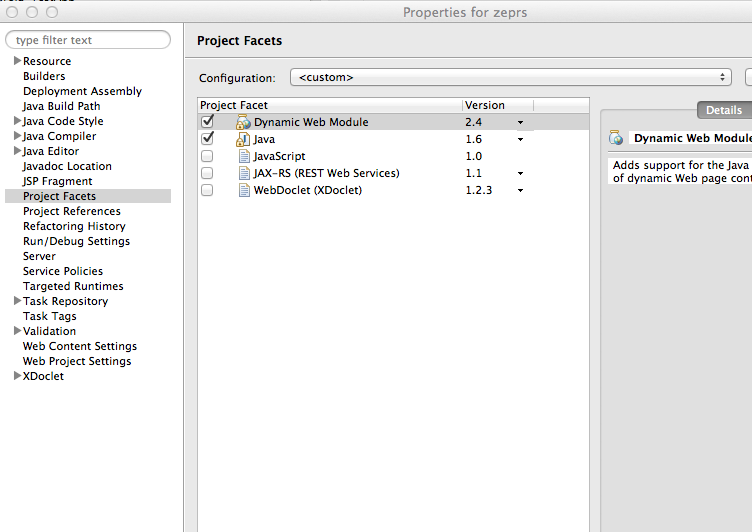 Properties for zeprs
type filter text
Resource
Builders
Deployment Assembly
Java Build Path
Java Code Style
Java Compiler
Java Editor
Javadoc Location
JSP Fragment
Project Facets
Project References
Refactoring History
Run/Debug Settings
Server
Service Policies
Targeted Runtimes
Task Repository
Task Tags
Validation
Web Content Settings
Web Project Settings
XDoclet
Project Facets
Configuration: <custom>
Project Facet Version
Dynamic Web Module 2.4
Java 1.6
JavaScript 1.0
JAX-RS (REST Web Services) 1.1
WebDoclet (XDoclet) 1.2.3
Details
Dynamic Web Module
Adds support for the Java
of dynamic Web page cont